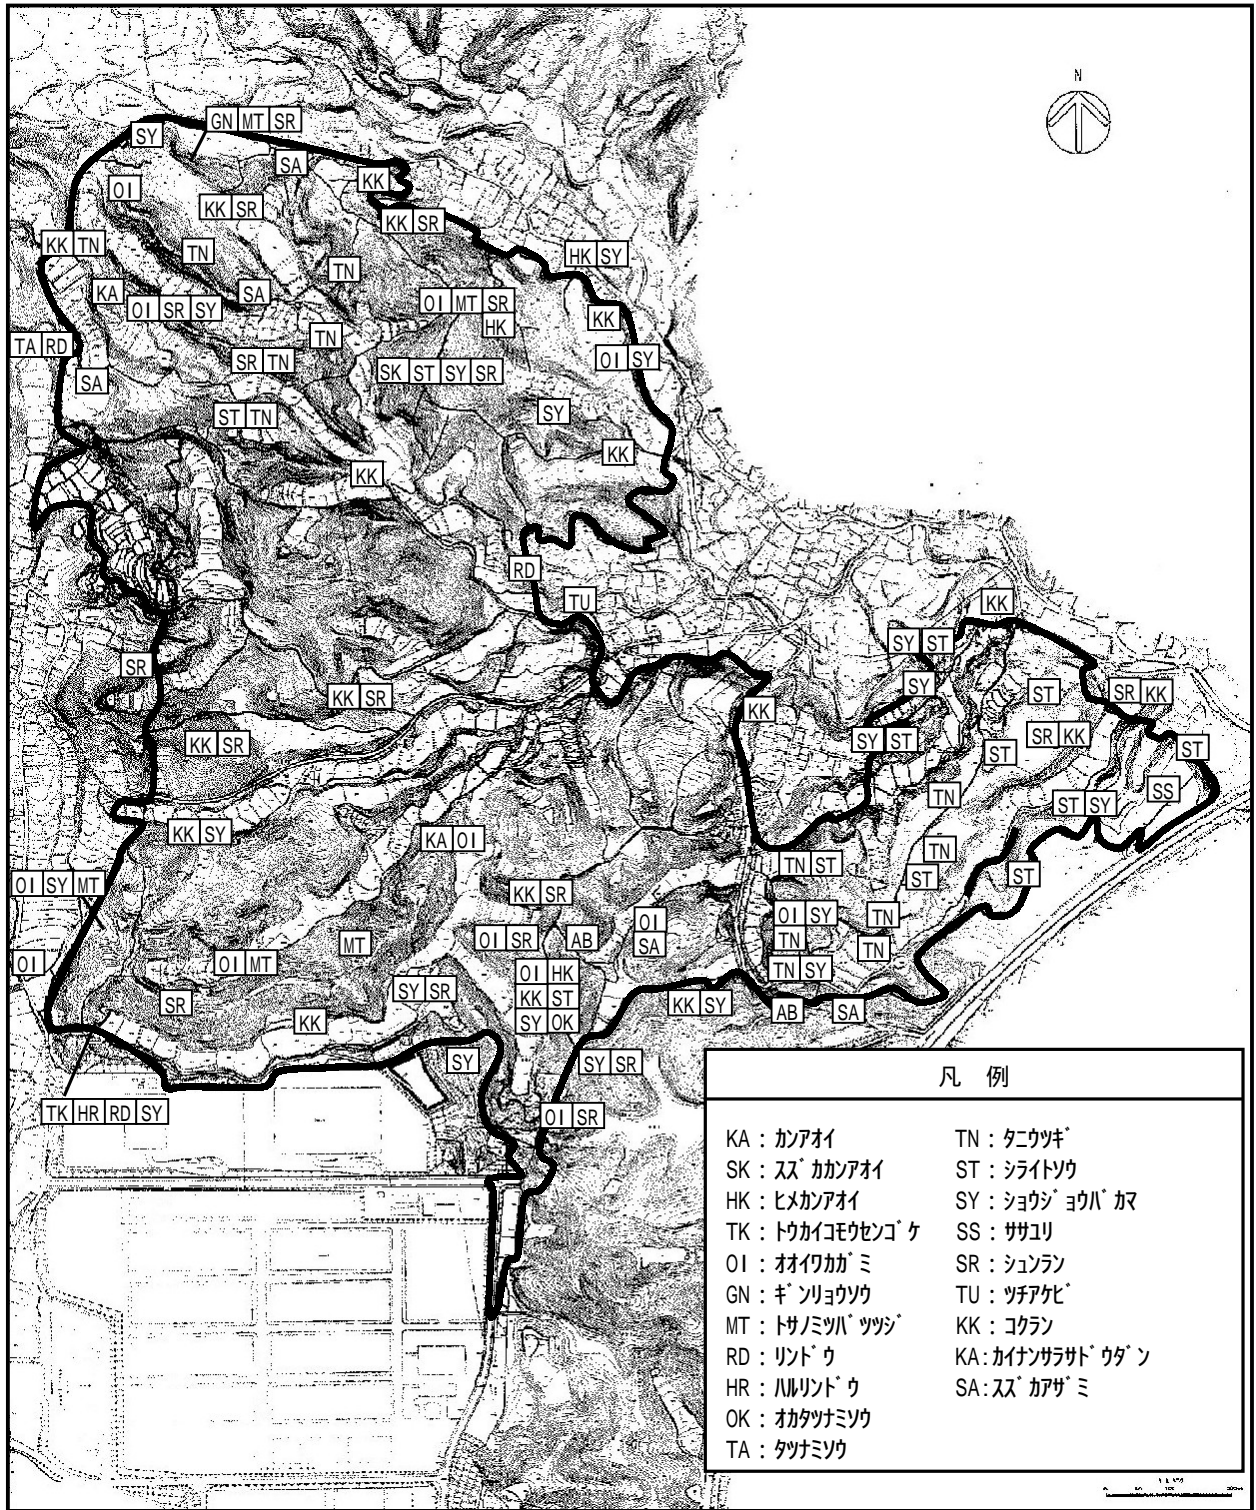 N
SY
GN MT SR
SA
KK
OI
KK SR
KK SR
KK TN
TN
HK SY
TN
KA
SA
OI SR SY
OI MT SR
HK
KK
TN
TA RD
OI SY
SR TN
SK ST SY SR
SA
ST TN
SY
KK
KK
RD
TU
KK
SY ST
SR
SY
KK SR
ST
SR KK
KK
KK SR
SY ST
SR KK
ST
ST
TN
ST SY
SS
KK SY
KA OI
TN
TN ST
ST
ST
OI SY MT
KK SR
OI
SA
OI SY
TN
MT
OI SR
AB
TN
TN
OI
OI MT
OI HK
KK ST
SY OK
TN SY
SR
SY SR
KK SY
AB
SA
KK
SY
SY SR
TK HR RD SY
OI SR
凡 例
KA : カンアオイ
SK : スズカカンアオイ
HK : ヒメカンアオイ
TK : トウカイコモウセンゴケ
OI : オオイワカガミ
GN : ギンリョウソウ
MT : トサノミツバツツジ
RD : リンドウ
HR : ハルリンドウ
OK : オカタツナミソウ
TA : タツナミソウ
TN : タニウツギ
ST : シライトソウ
SY : ショウジョウバカマ
SS : ササユリ
SR : シュンラン
TU : ツチアケビ
KK : コクラン
KA : カイナンサラサドウダン
SA : スズカアザミ